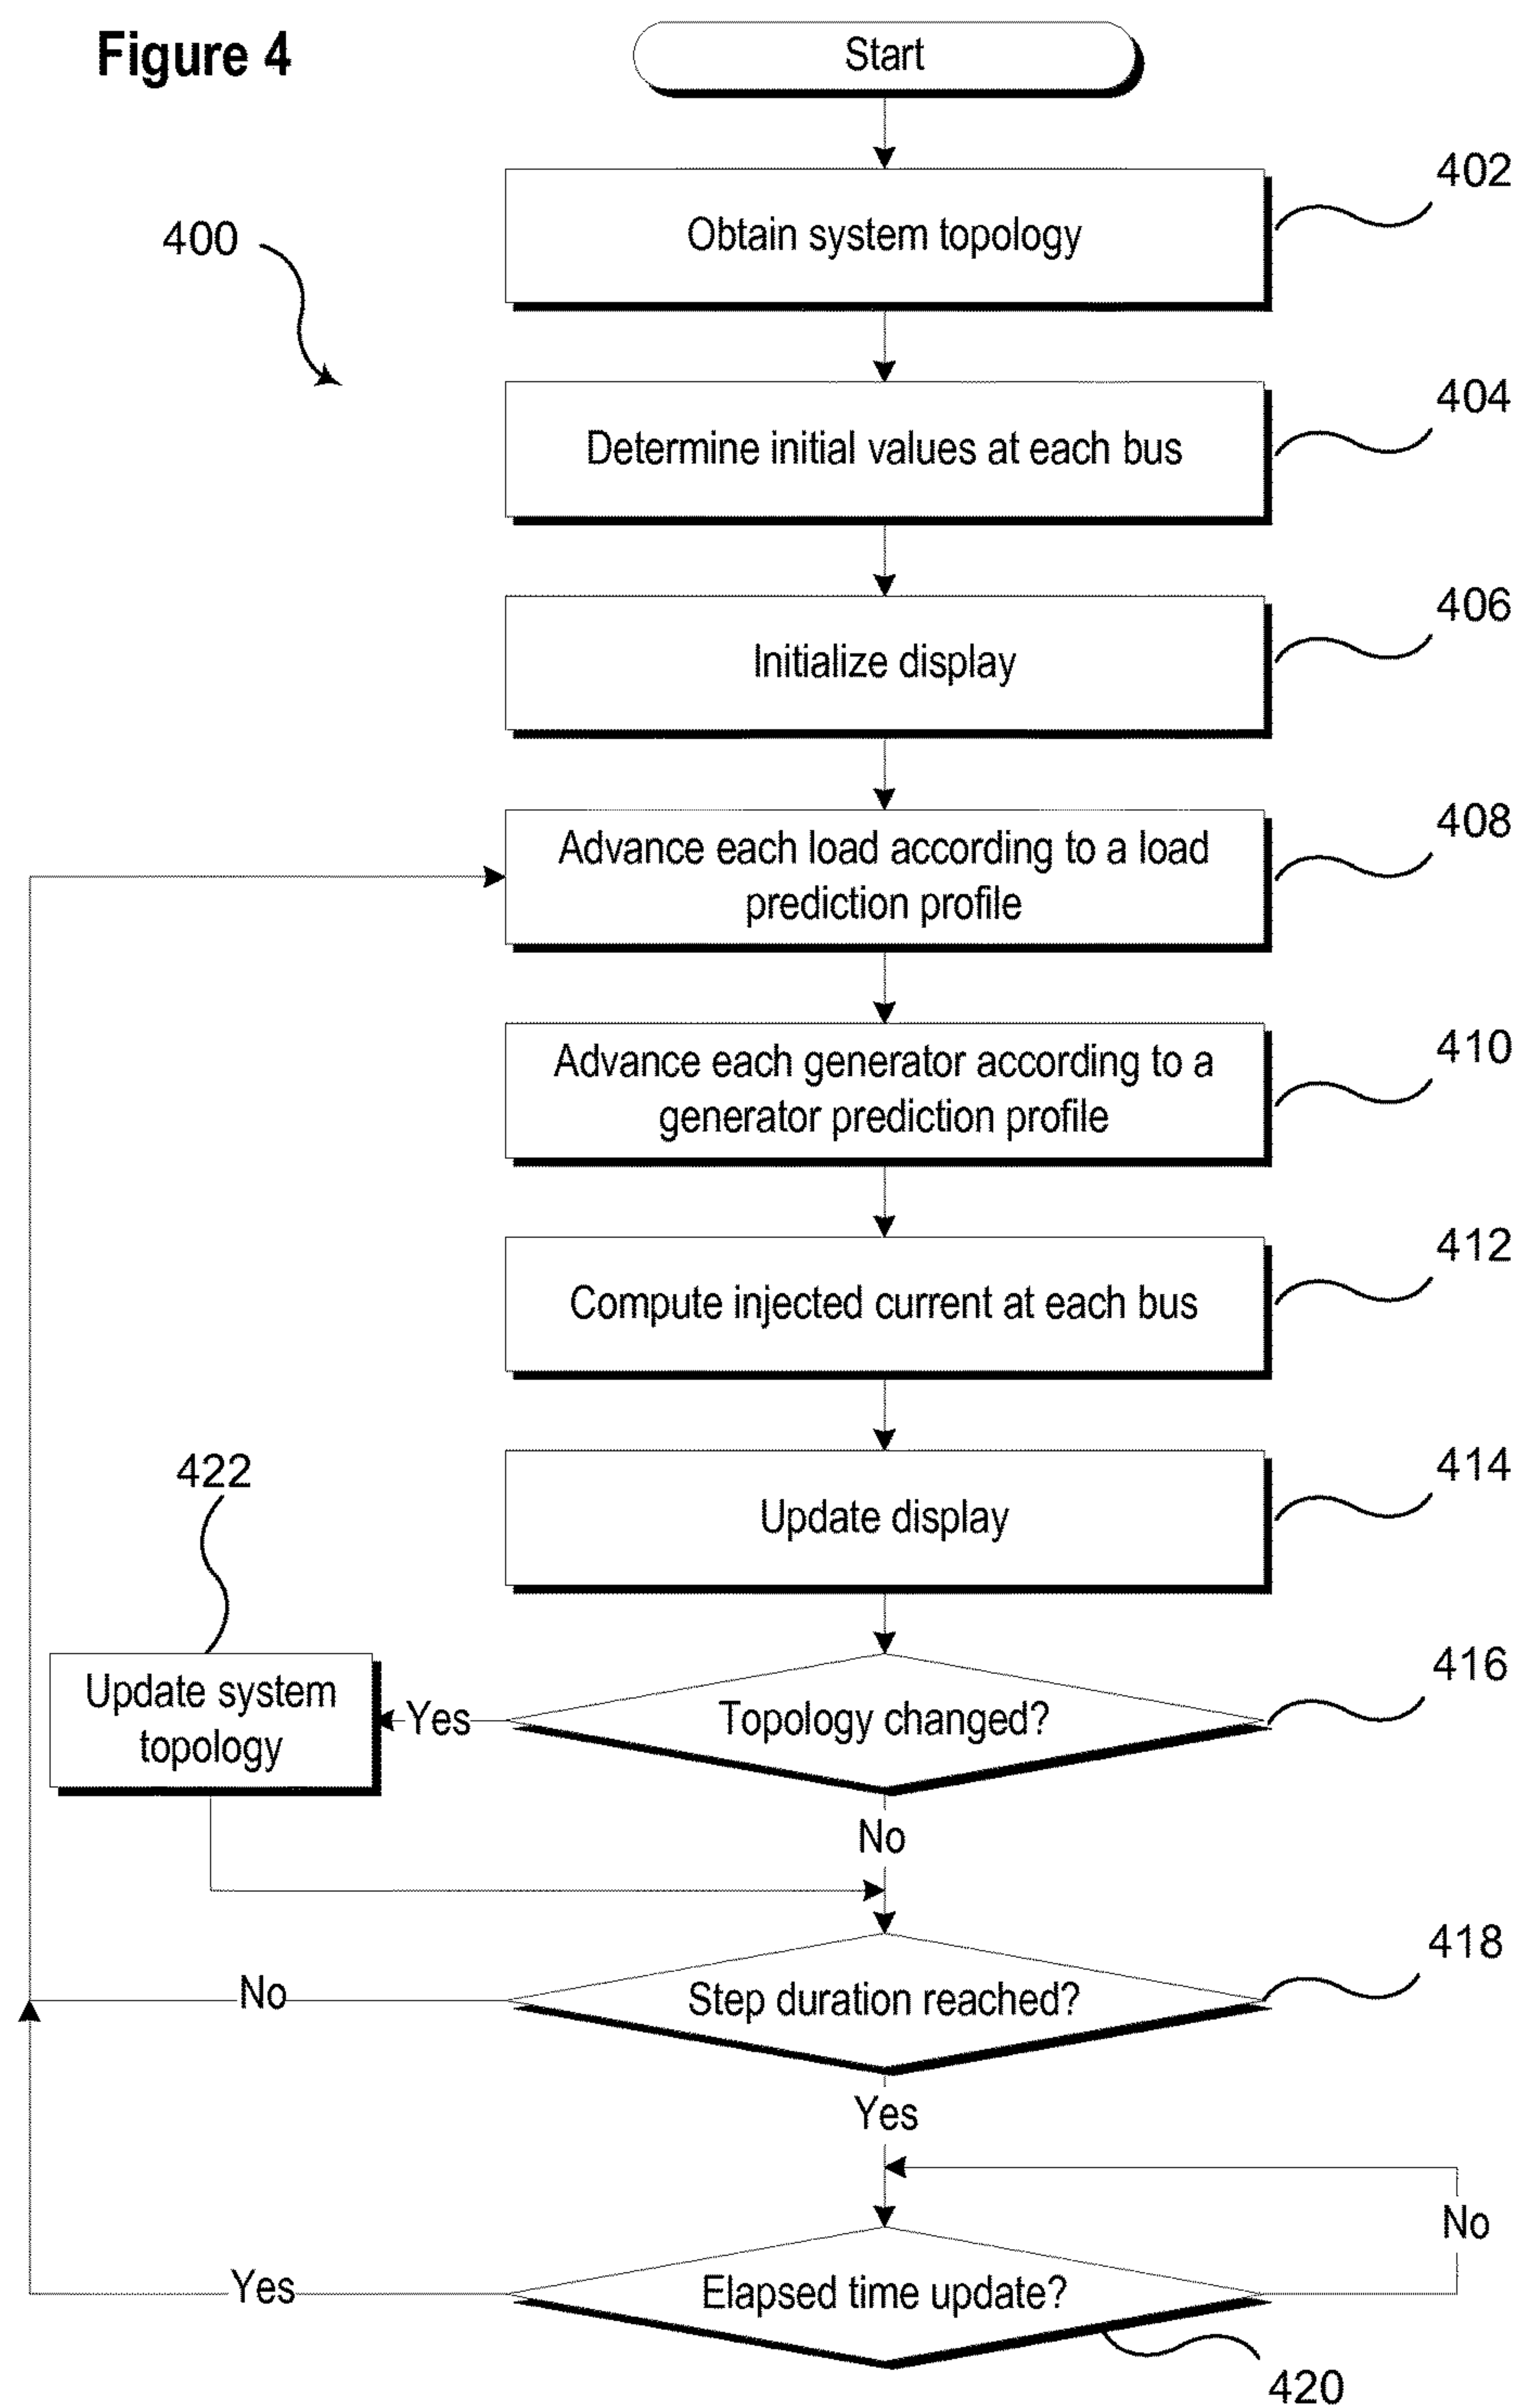 Figure 4
Start
402
Obtain system topology
400
404
Determine initial values at each bus
406
Initialize display
408
Advance each load according to a load
prediction profile
410
Advance each generator according to a
generator prediction profile
412
Compute injected current at each bus
414
Update display
422
416
Update system
topology
Yes
Topology changed?
No
418
No
Step duration reached?
Yes
No
Yes
Elapsed time update?
420